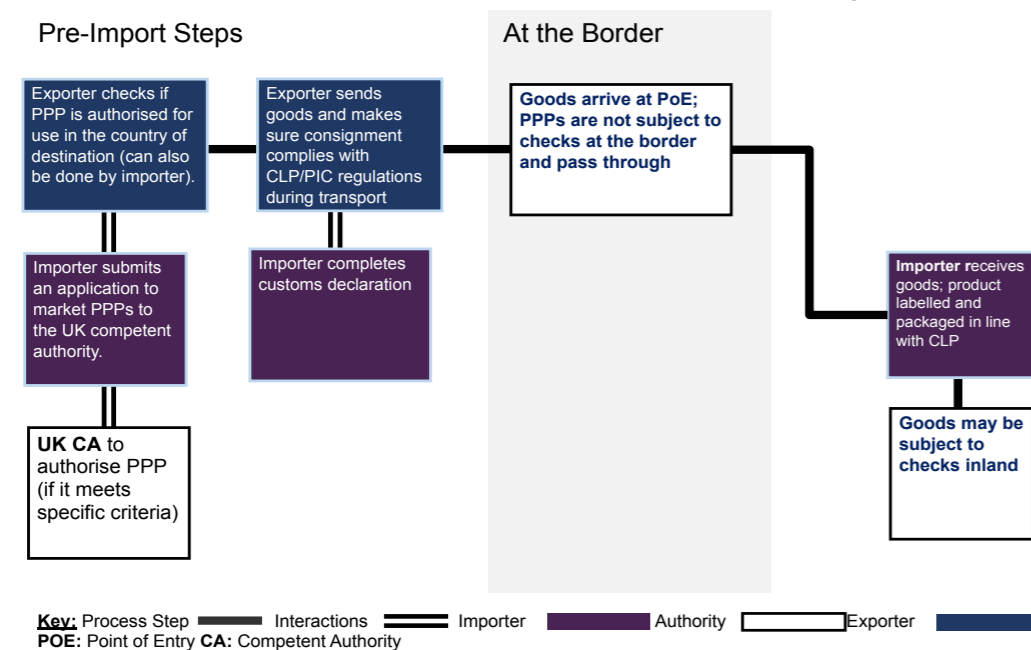 Pre-Import Steps
At the Border
Exporter checks if
PPP is authorised for
use in the country of
destination (can also
be done by importer).
Exporter sends
goods and makes
sure consignment
complies with
CLP/PIC regulations
during transport
Goods arrive at PoE;
PPPs are not subject to
checks at the border
and pass through
Importer submits
an application to
market PPPs to
the UK competent
authority.
Importer completes
customs declaration
Importer receives
goods; product
labelled and
packaged in line
with CLP
UK CA to
authorise PPP
(if it meets
specific criteria)
Goods may be
subject to
checks inland
Key: Process Step Interactions Importer Authority Exporter
POE: Point of Entry CA: Competent Authority